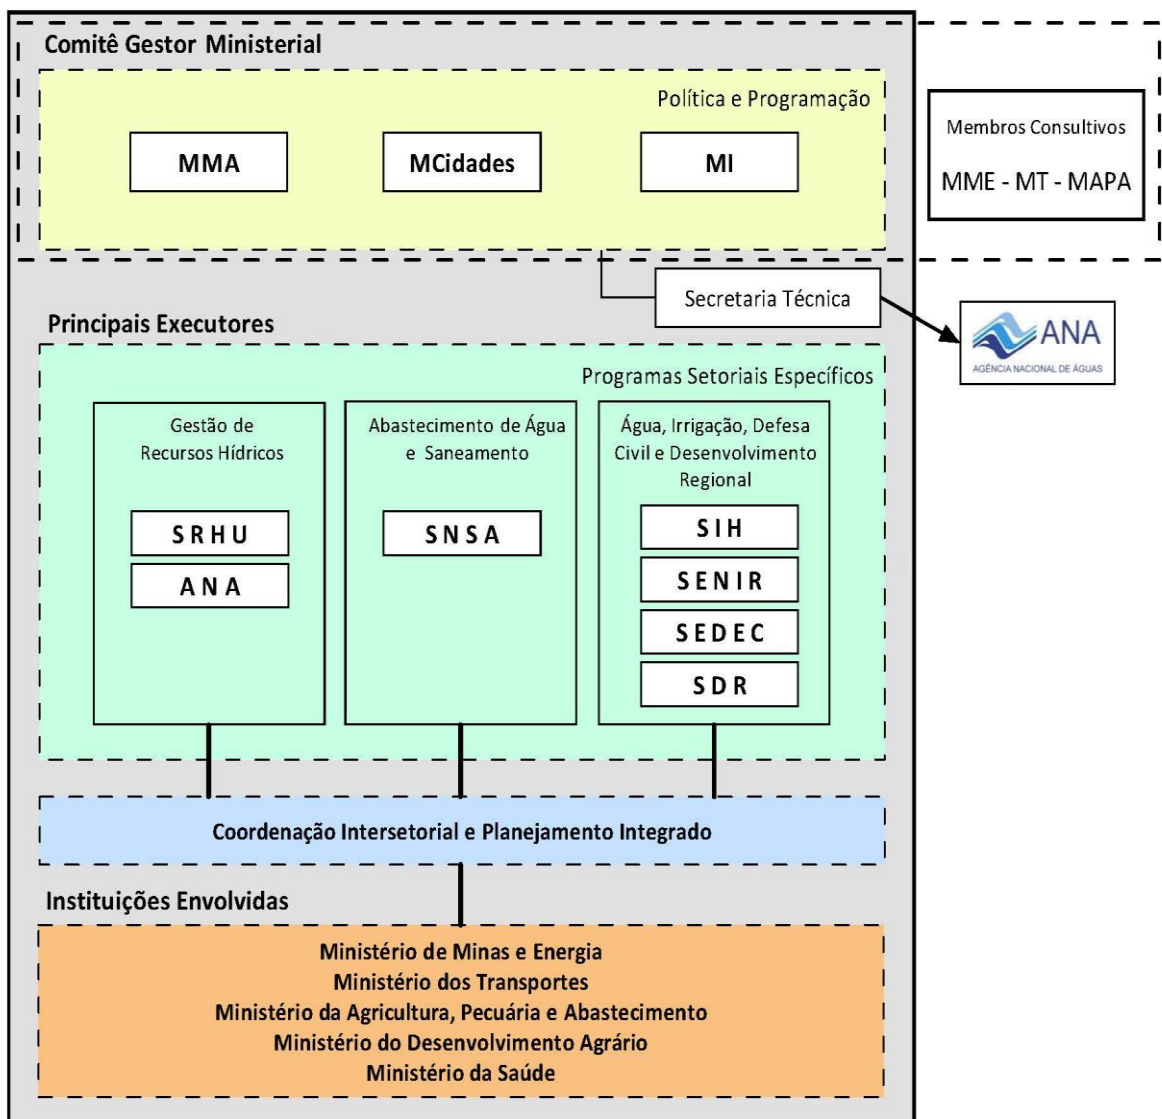 Comitê Gestor Ministerial
Política e Programação
MMA
MCidades
MI
Membros Consultivos
MME - MT - MAPA
Secretaria Técnica
ANA
AGÊNCIA NACIONAL DE ÁGUAS
Principais Executores
Programas Setoriais Específicos
Gestão de
Recursos Hídricos
SRHU
ANA
Abastecimento de Água
e Saneamento
SNSA
Água, Irrigação, Defesa
Civil e Desenvolvimento
Regional
SIH
SENIR
SEDEC
SDR
Coordenação Intersetorial e Planejamento Integrado
Instituições Envolvidas
Ministério de Minas e Energia
Ministério dos Transportes
Ministério da Agricultura, Pecuária e Abastecimento
Ministério do Desenvolvimento Agrário
Ministério da Saúde